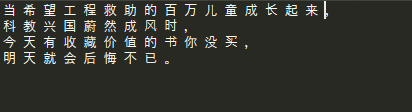 当希望工程救助的百万儿童成长起来，
科教兴国蔚然成风时，
今天有收藏价值的书你没买，
明天就会后悔不已。